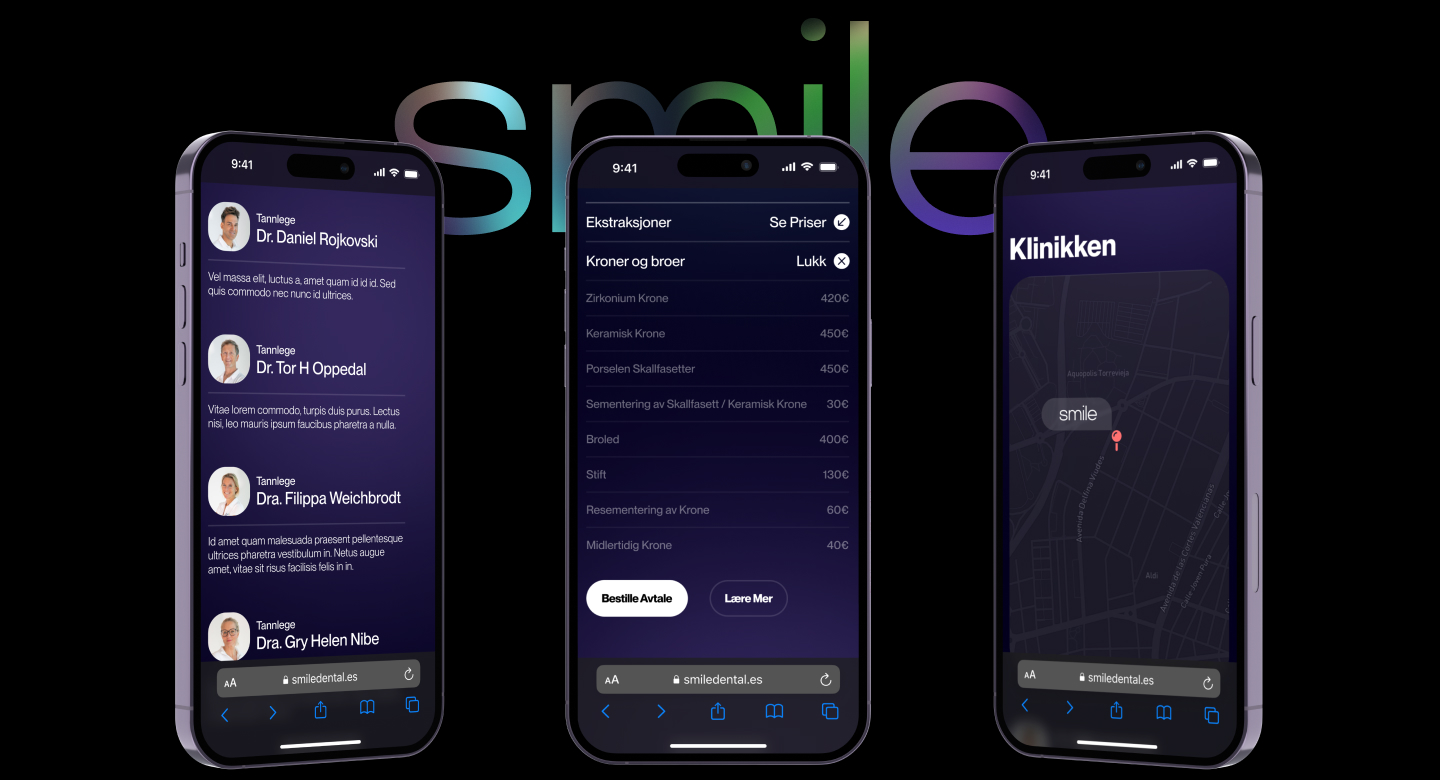 smile
9:41
Tannlege
Dr. Daniel Rojkovski
Vel massa elit, luctus a, amet quam id id id. Sed
quis commodo nec nunc id ultrices.
Tannlege
Dr. Tor H Oppedal
Vitae lorem commodo, turpis duis purus. Lectus
nisi, leo mauris ipsum faucibus pharetra a nulla.
Tannlege
Dra. Filippa Weichbrodt
Id amet quam malesuada praesent pellentesque
ultrices pharetra vestibulum in. Netus augue
amet, vitae sit risus facilisis felis in in.
Tannlege
Dra. Gry Helen Nibe
AA smiledental.es
9:41
Ekstraksjoner Se Priser
Kroner og broer Lukk
Zirkonium Krone 420€
Keramisk Krone 450€
Porselen Skallfasetter 450€
Sementering av Skallfasett / Keramisk Krone 30€
Broled 400€
Stift 130€
Resementering av Krone 60€
Midlertidig Krone 40€
Bestille Avtale Lære Mer
AA smiledental.es
9:41
Klinikken
Aquopolis Torrevieja
smile
Avenida Delfina Viudes
Avenida de las Cortes Valencianas
Calle Jo
Calle Joven Pura
Aldi
AA smiledental.es